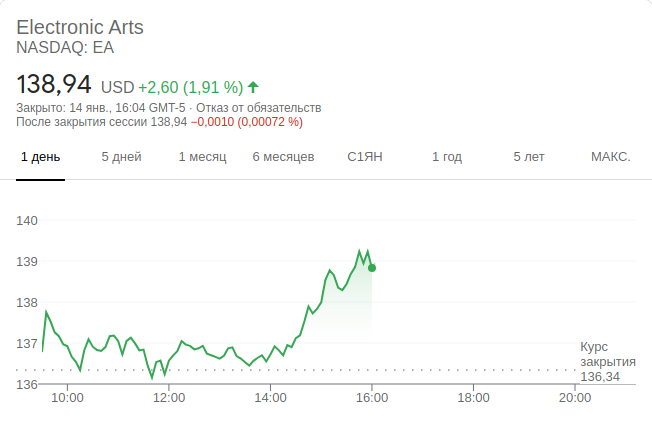 Electronic Arts
NASDAQ: EA
138,94 USD +2,60 (1,91 %)
Закрыто: 14 янв., 16:04 GMT-5 · Отказ от обязательств
После закрытия сессии 138,94 −0,0010 (0,00072 %)
1 день 5 дней 1 месяц 6 месяцев С1ЯН 1 год 5 лет МАКС.
140
139
138
137
136
Курс
закрытия
136,34
10:00 12:00 14:00 16:00 18:00 20:00